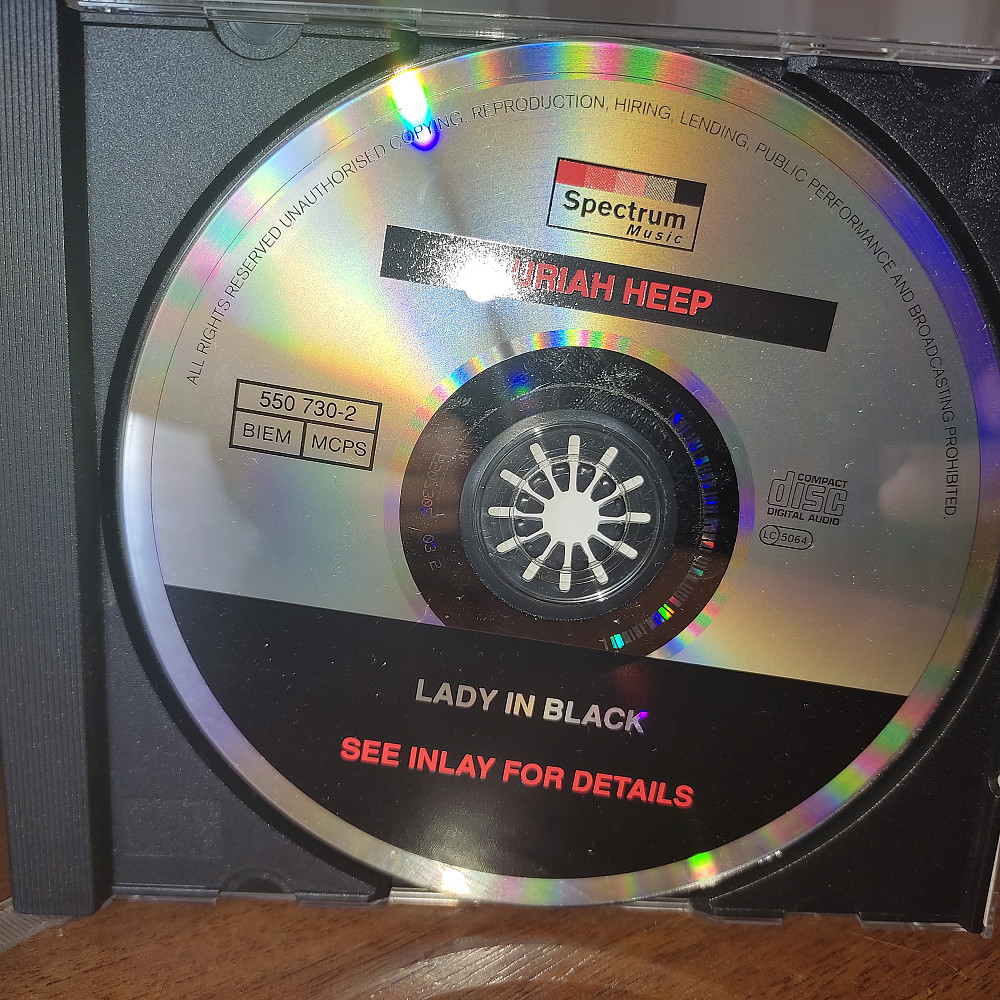 ALL RIGHTS RESERVED UNAUTHORISED COPYING, REPRODUCTION, HIRING, LENDING, PUBLIC PERFORMANCE AND BROADCASTING PROHIBITED.
Spectrum
Music
URIAH HEEP
550 730-2
BIEM MCPS
COMPACT
disc
DIGITAL AUDIO
LC 5064
LADY IN BLACK
SEE INLAY FOR DETAILS